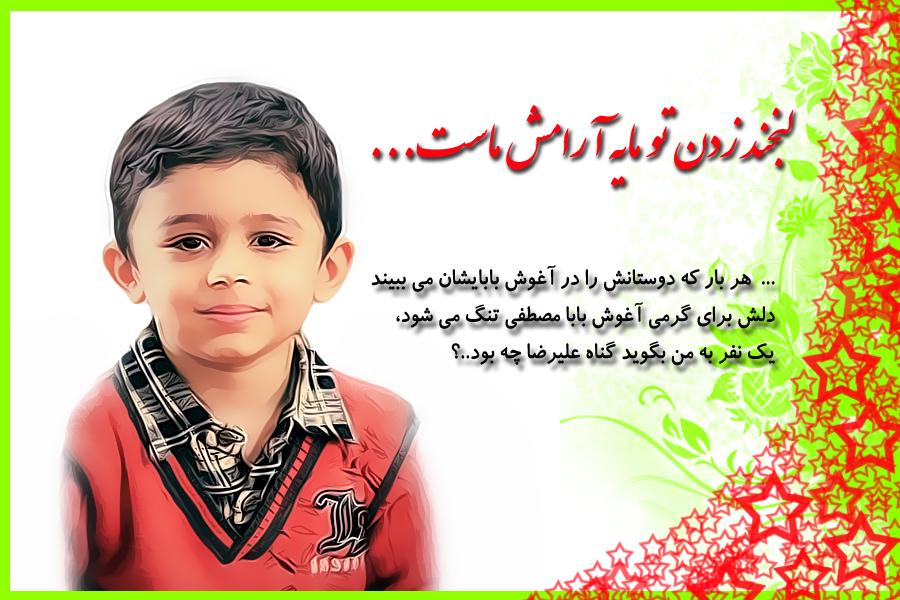 لبخند زدن تو مایه آرامش ماست...
... هر بار که دوستانش را در آغوش بابایشان می بیند
دلش برای گرمی آغوش بابا مصطفی تنگ می شود،
یک نفر به من بگوید گناه علیرضا چه بود..؟